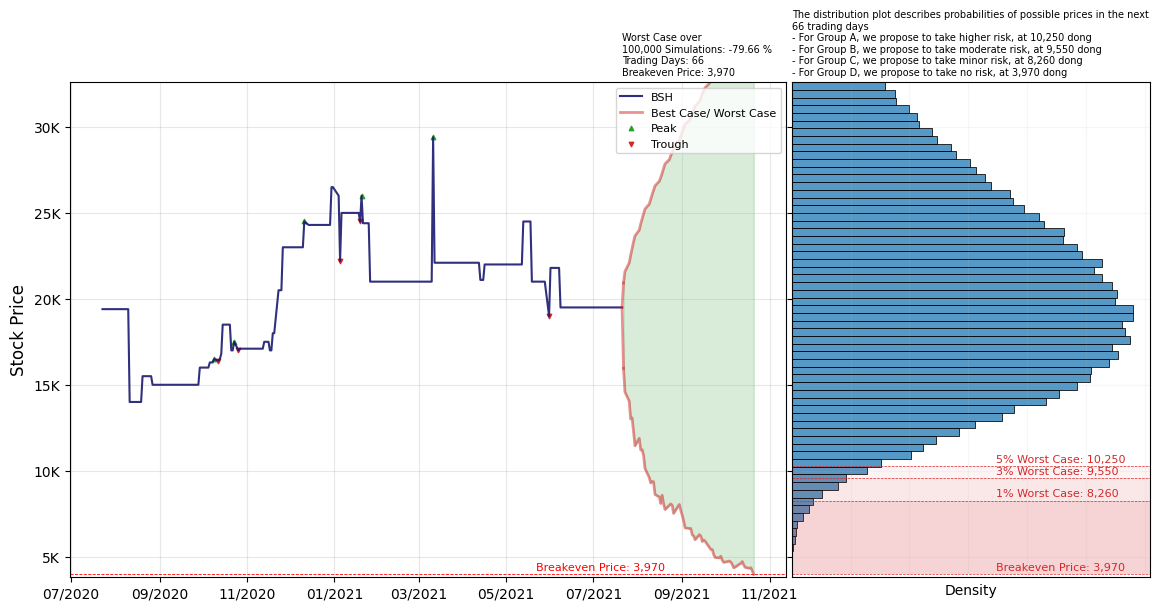 The distribution plot describes probabilities of possible prices in the next
66 trading days
- For Group A, we propose to take higher risk, at 10,250 dong
- For Group B, we propose to take moderate risk, at 9,550 dong
- For Group C, we propose to take minor risk, at 8,260 dong
- For Group D, we propose to take no risk, at 3,970 dong
Worst Case over
100,000 Simulations: -79.66 %
Trading Days: 66
Breakeven Price: 3,970
BSH
Best Case/ Worst Case
Peak
Trough
Stock Price
30K
25K
20K
15K
10K
5K
Breakeven Price: 3,970
07/2020
09/2020
11/2020
01/2021
03/2021
05/2021
07/2021
09/2021
11/2021
5% Worst Case: 10,250
3% Worst Case: 9,550
1% Worst Case: 8,260
Breakeven Price: 3,970
Density